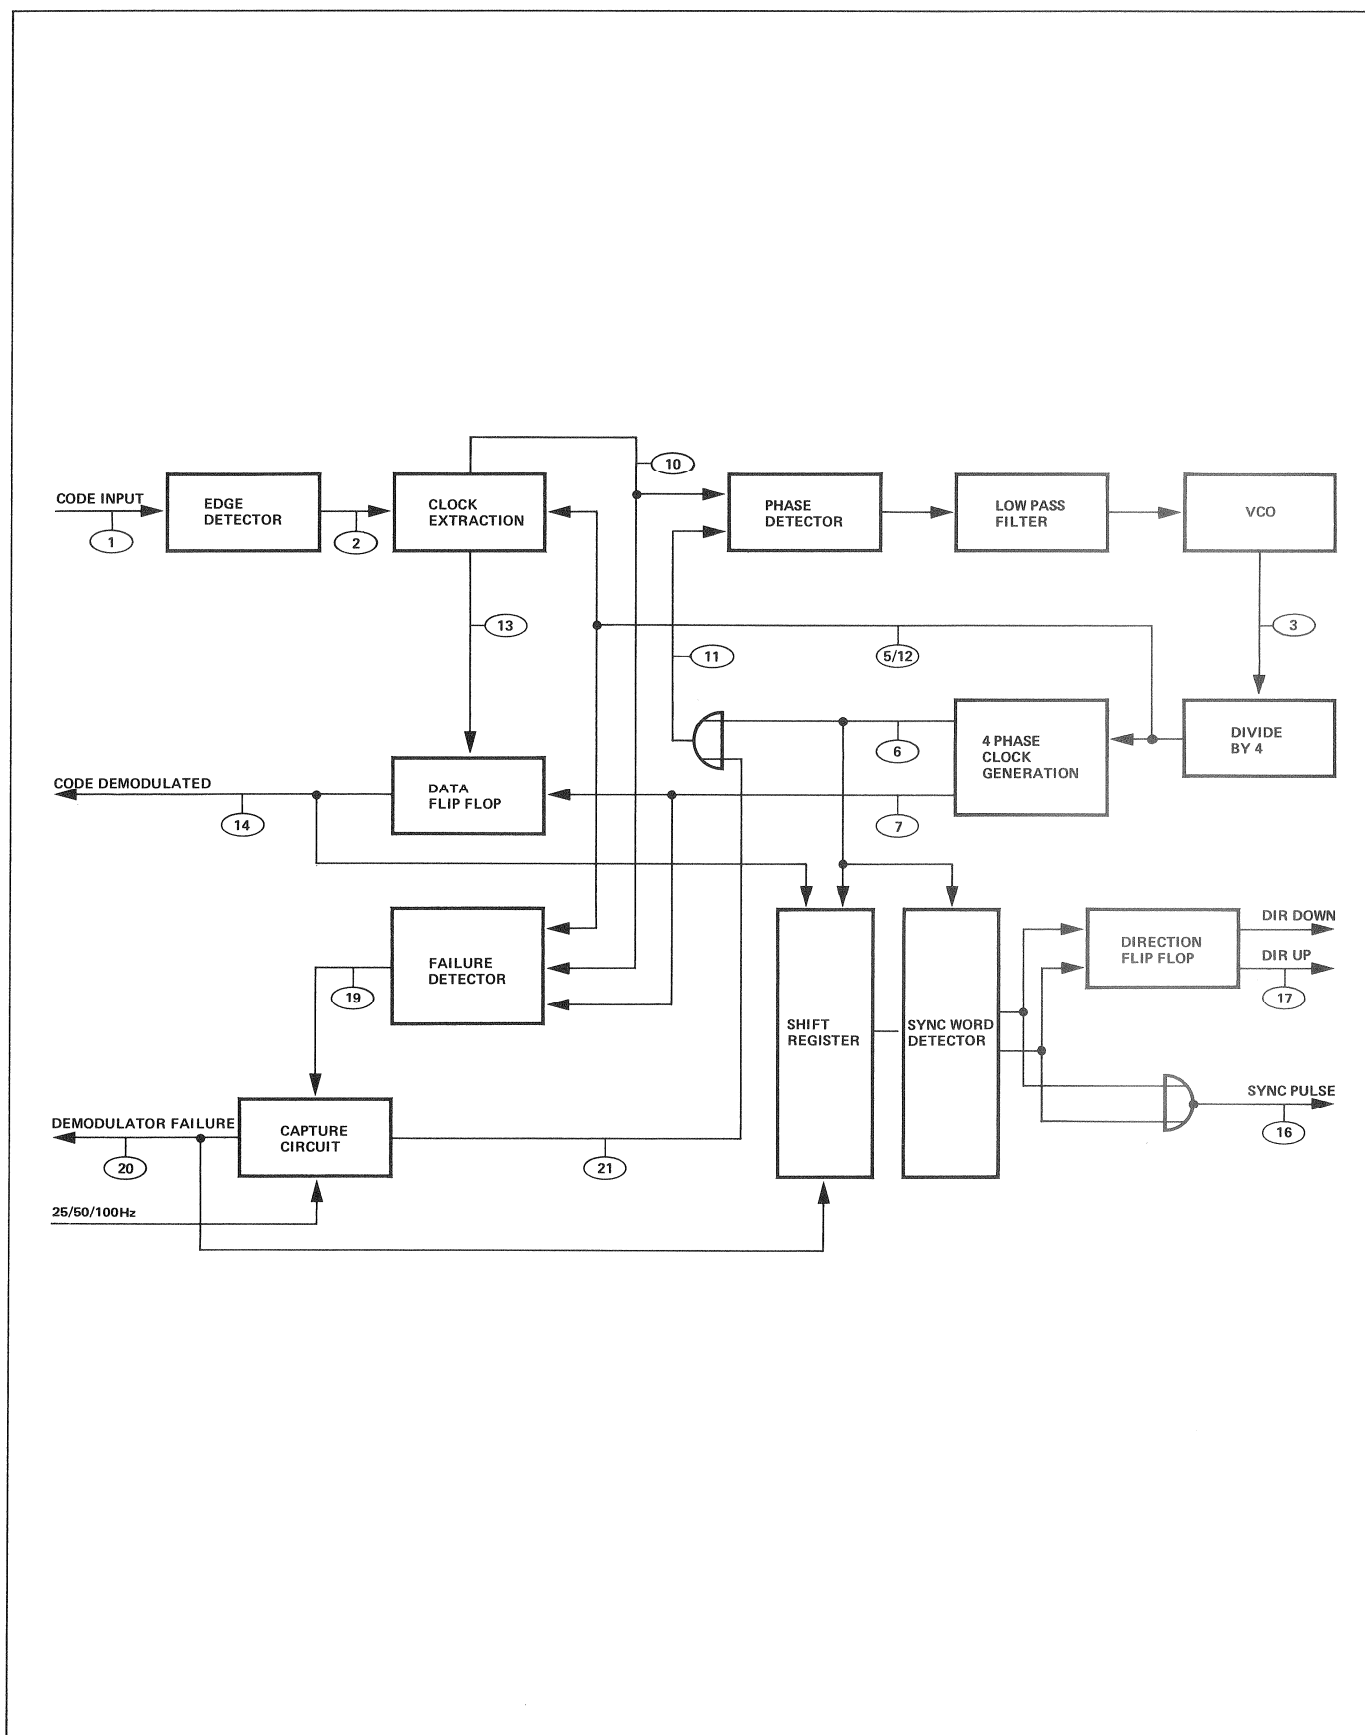 10
CODE INPUT
1
EDGE
DETECTOR
2
CLOCK
EXTRACTION
PHASE
DETECTOR
LOW PASS
FILTER
VCO
13
11
5/12
3
6
4 PHASE
CLOCK
GENERATION
DIVIDE
BY 4
CODE DEMODULATED
14
DATA
FLIP FLOP
7
FAILURE
DETECTOR
19
SHIFT
REGISTER
SYNC WORD
DETECTOR
DIRECTION
FLIP FLOP
DIR DOWN
DIR UP
17
SYNC PULSE
16
DEMODULATOR FAILURE
20
CAPTURE
CIRCUIT
21
25/50/100Hz